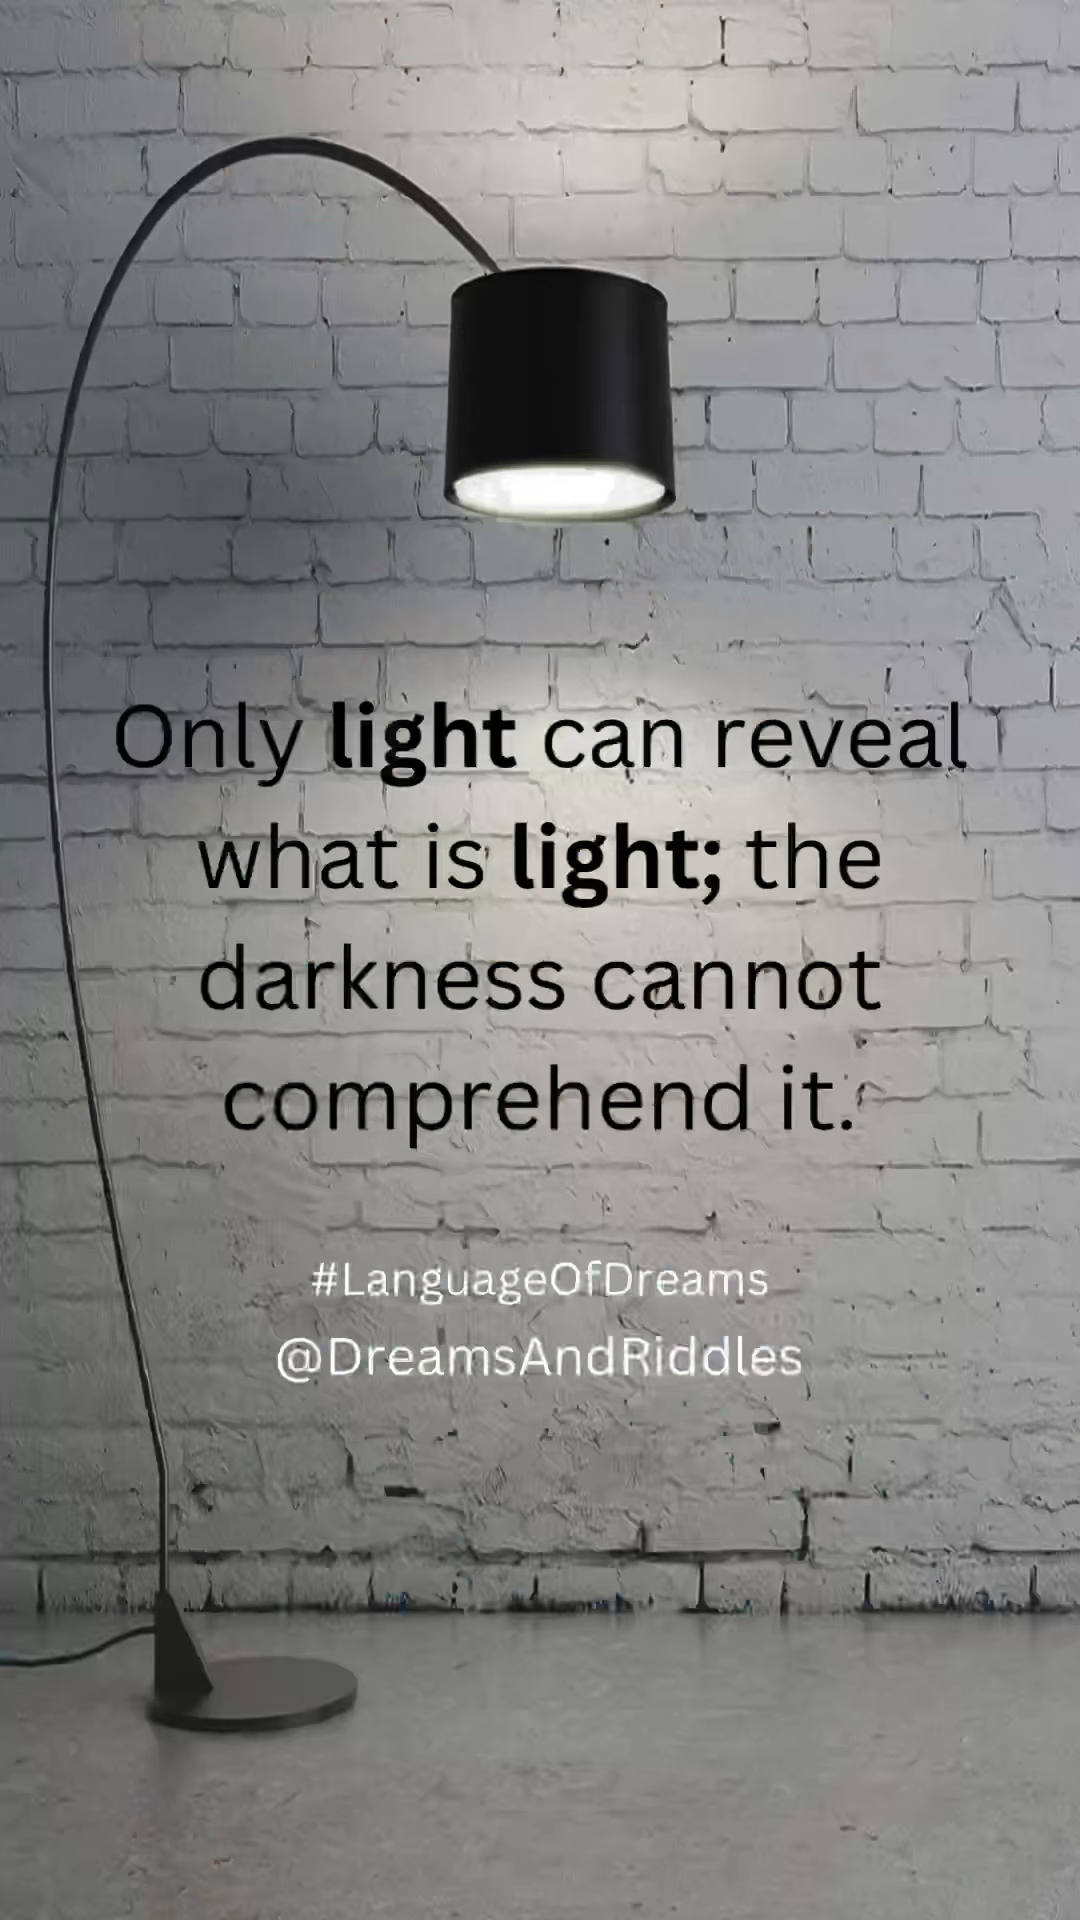 Only light can reveal
what is light; the
darkness cannot
comprehend it.
#LanguageOfDreams
@DreamsAndRiddles